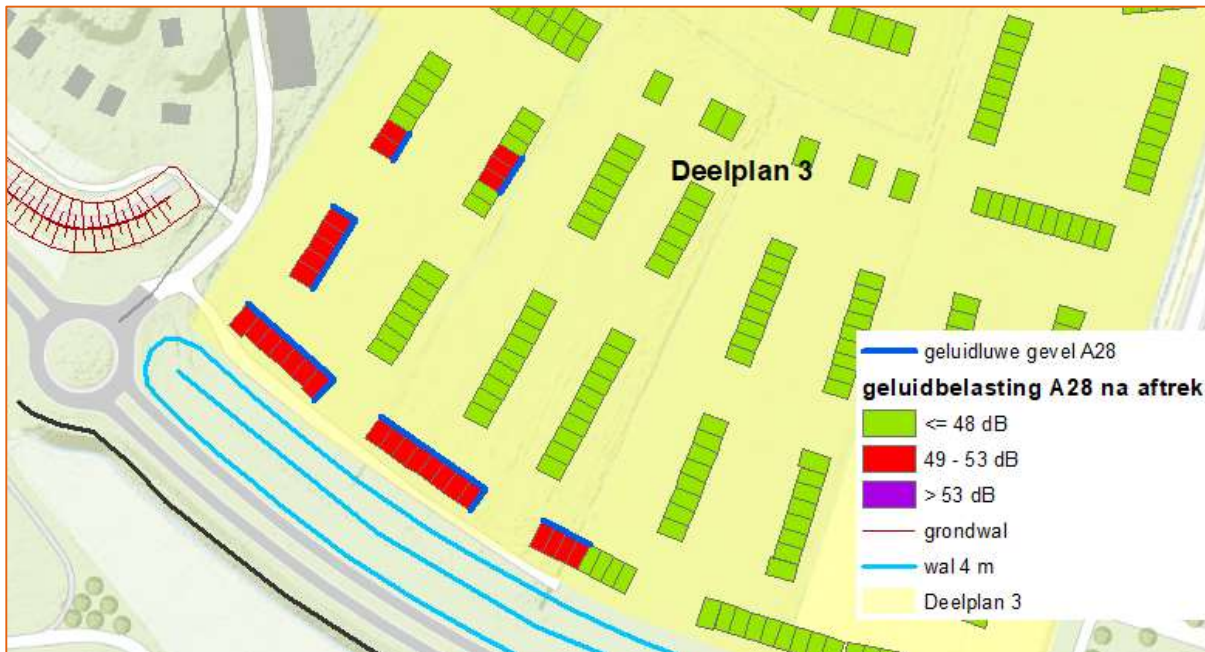 Deelplan 3
geluidluwe gevel A28
geluidbelasting A28 na aftrek
<= 48 dB
49 - 53 dB
> 53 dB
grondwal
wal 4 m
Deelplan 3